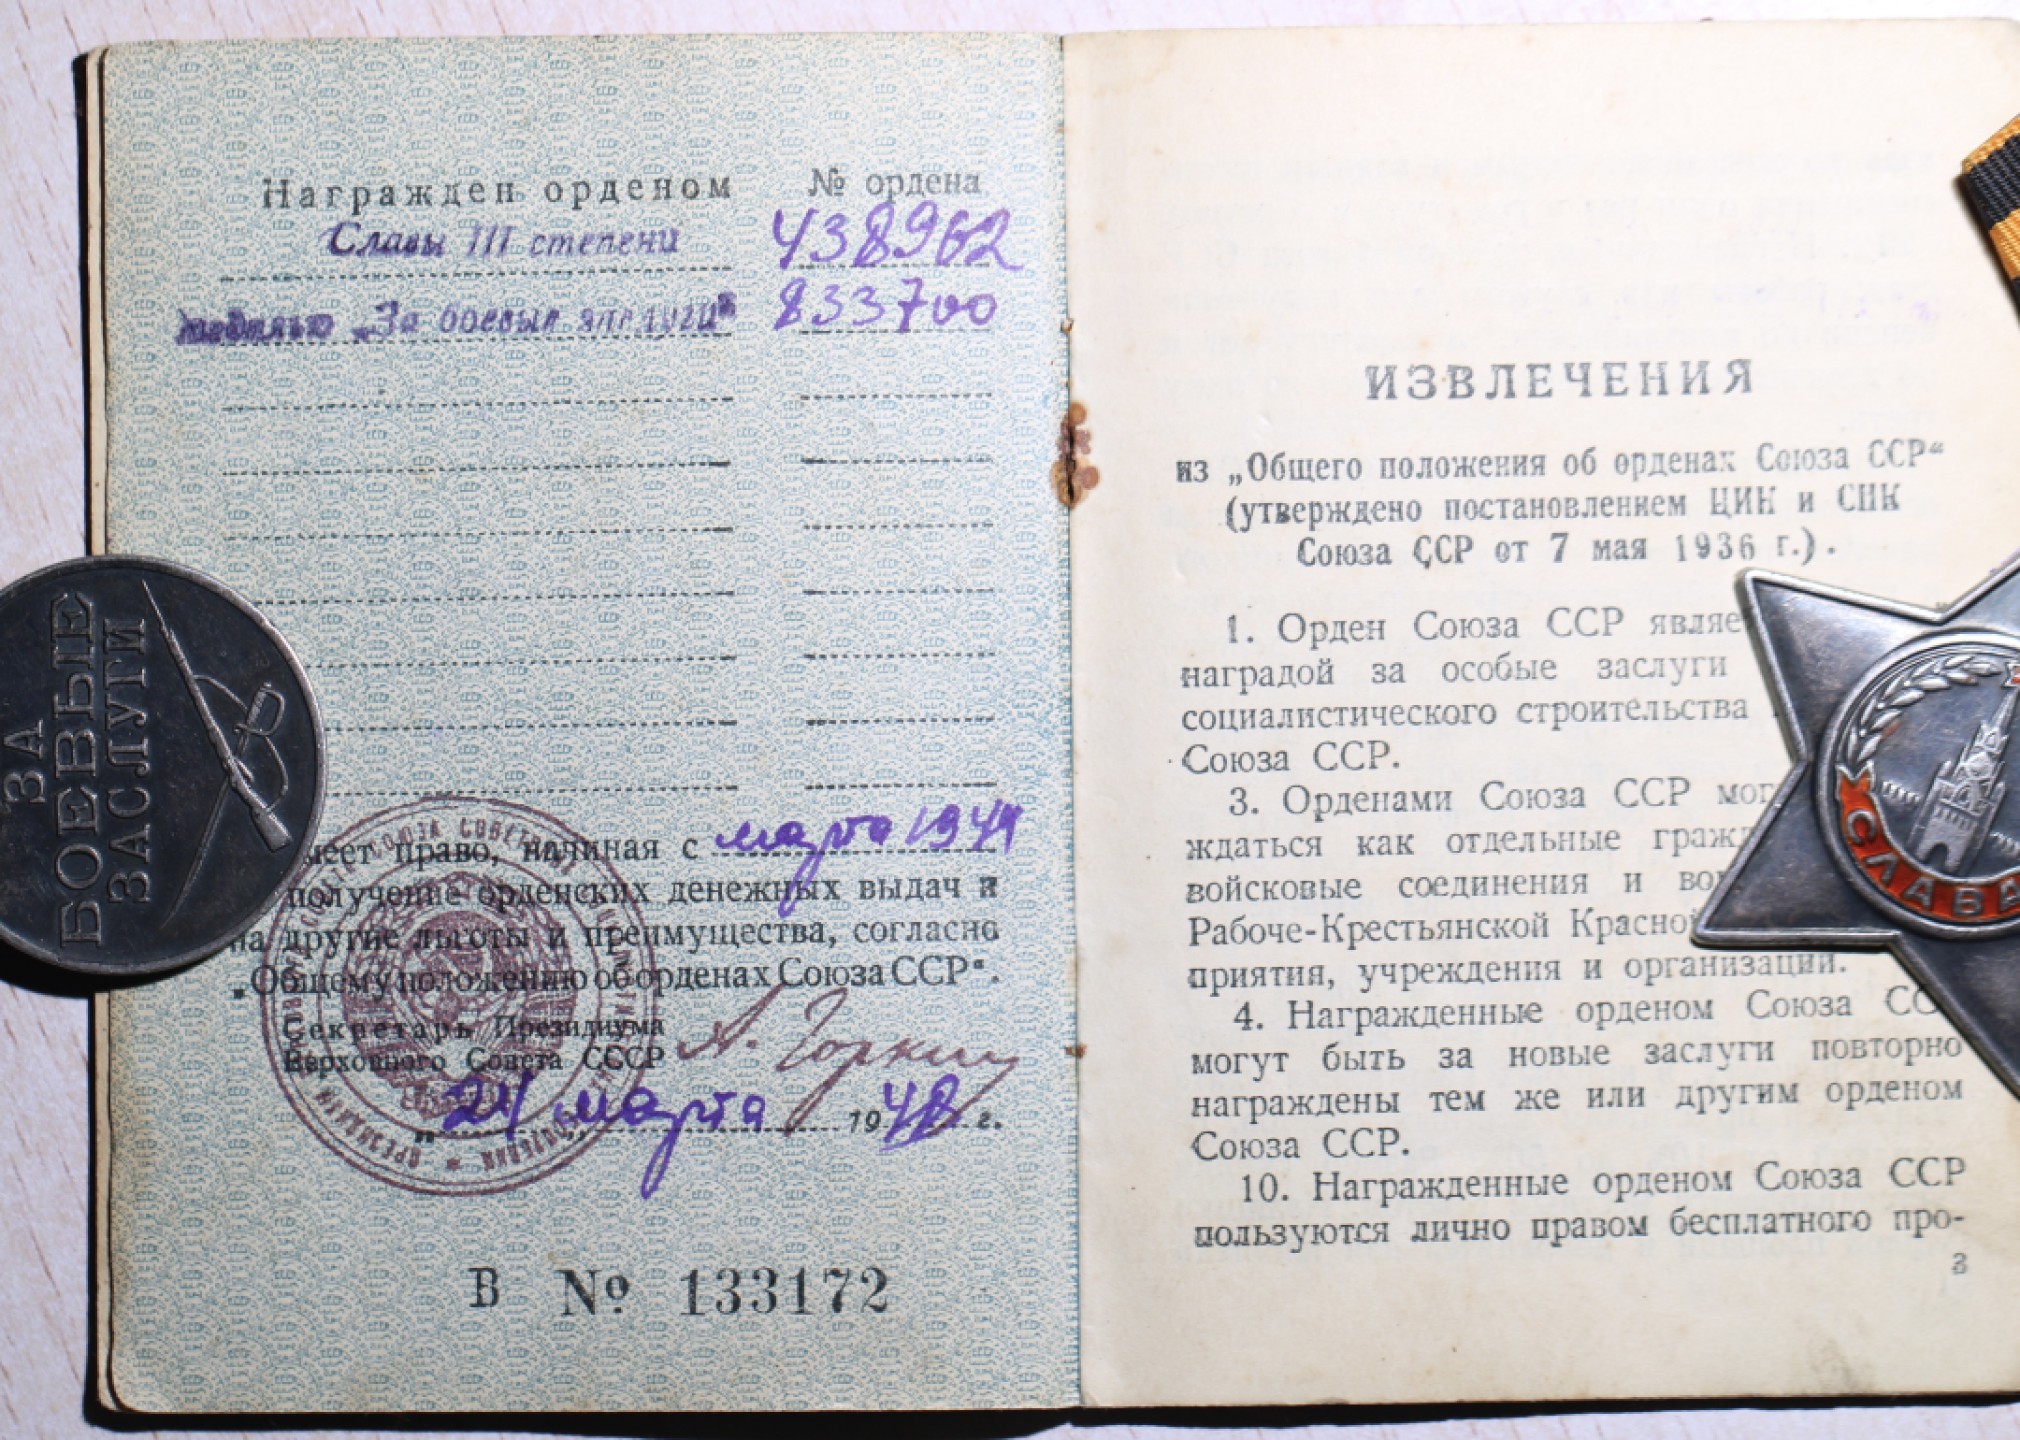 Награжден орденом № ордена
Славы III степени 438962
медалью „За боевые заслуги" 833700
имеет право, начиная с марта 1944
получение орденских денежных выдач и
на другие льготы и преимущества, согласно
„Общему положению об орденах Союза ССР".
Секретарь Президиума
Верховного Совета СССР А. Горкин
„24 марта 1948 г.
В № 133172
ИЗВЛЕЧЕНИЯ
из „Общего положения об орденах Союза ССР"
(утверждено постановлением ЦИК и СНК
Союза ССР от 7 мая 1936 г.).
1. Орден Союза ССР являе
наградой за особые заслуги
социалистического строительства
Союза ССР.
3. Орденами Союза ССР мог
ждаться как отдельные гражд
войсковые соединения и во
Рабоче-Крестьянской Красной
приятия, учреждения и организации.
4. Награжденные орденом Союза СС
могут быть за новые заслуги повторно
награждены тем же или другим орденом
Союза ССР.
10. Награжденные орденом Союза ССР
пользуются лично правом бесплатного про-
3
ЗА
БОЕВЫЕ
ЗАСЛУГИ
СЛАВА